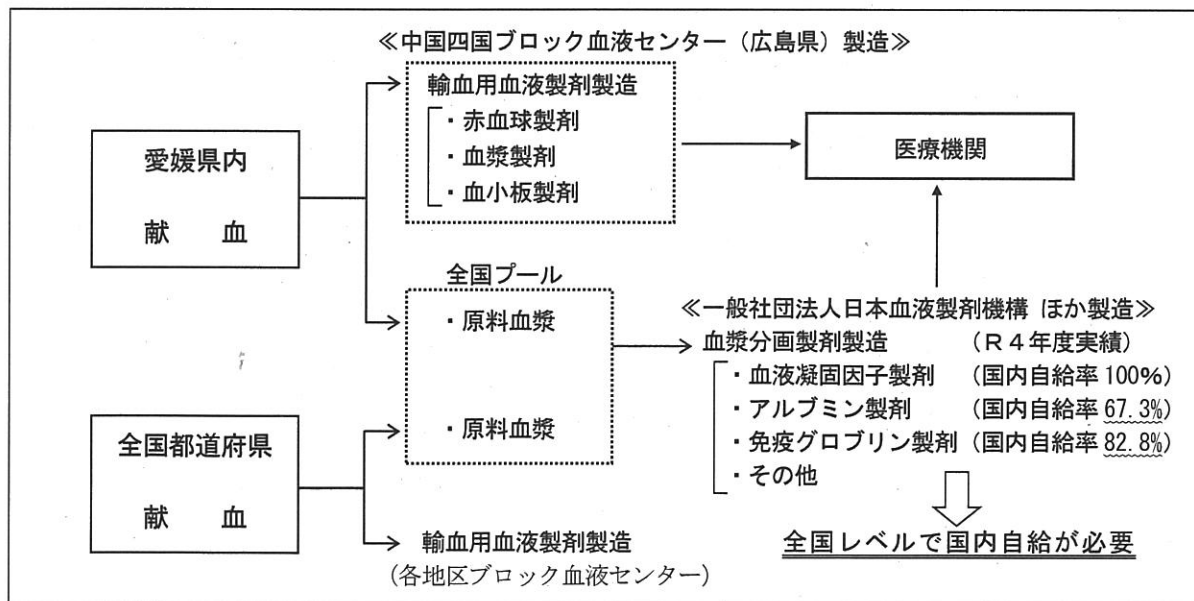 ≪中国四国ブロック血液センター（広島県）製造≫
輸血用血液製剤製造
・赤血球製剤
・血漿製剤
・血小板製剤
愛媛県内
献　血
医療機関
全国プール
・原料血漿
・原料血漿
≪一般社団法人日本血液製剤機構 ほか製造≫
血漿分画製剤製造　（Ｒ４年度実績）
・血液凝固因子製剤　（国内自給率 100%）
・アルブミン製剤　（国内自給率 67.3%）
・免疫グロブリン製剤　（国内自給率 82.8%）
・その他
全国レベルで国内自給が必要
全国都道府県
献　血
輸血用血液製剤製造
（各地区ブロック血液センター）